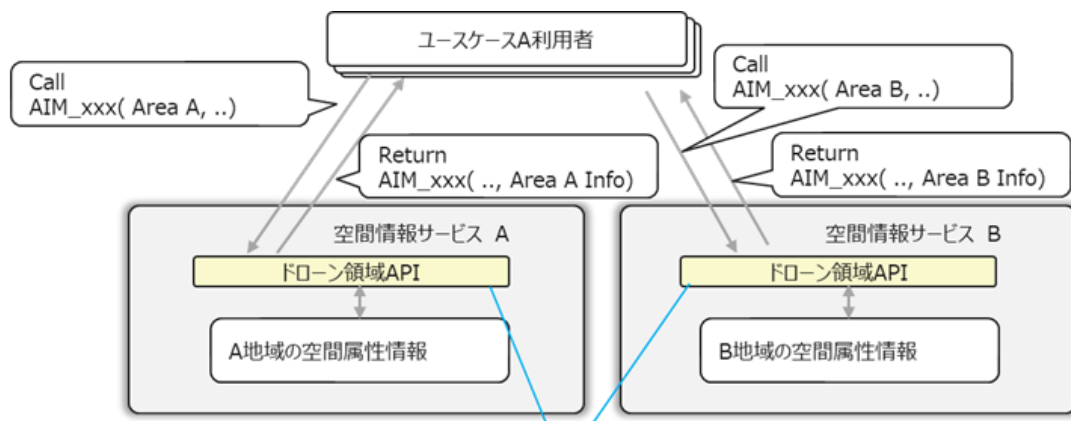 ユースケースA利用者
Call
AIM_xxx( Area A, ..)
Call
AIM_xxx( Area B, ..)
Return
AIM_xxx( .., Area A Info)
Return
AIM_xxx( .., Area B Info)
空間情報サービス A
ドローン領域API
A地域の空間属性情報
空間情報サービス B
ドローン領域API
B地域の空間属性情報